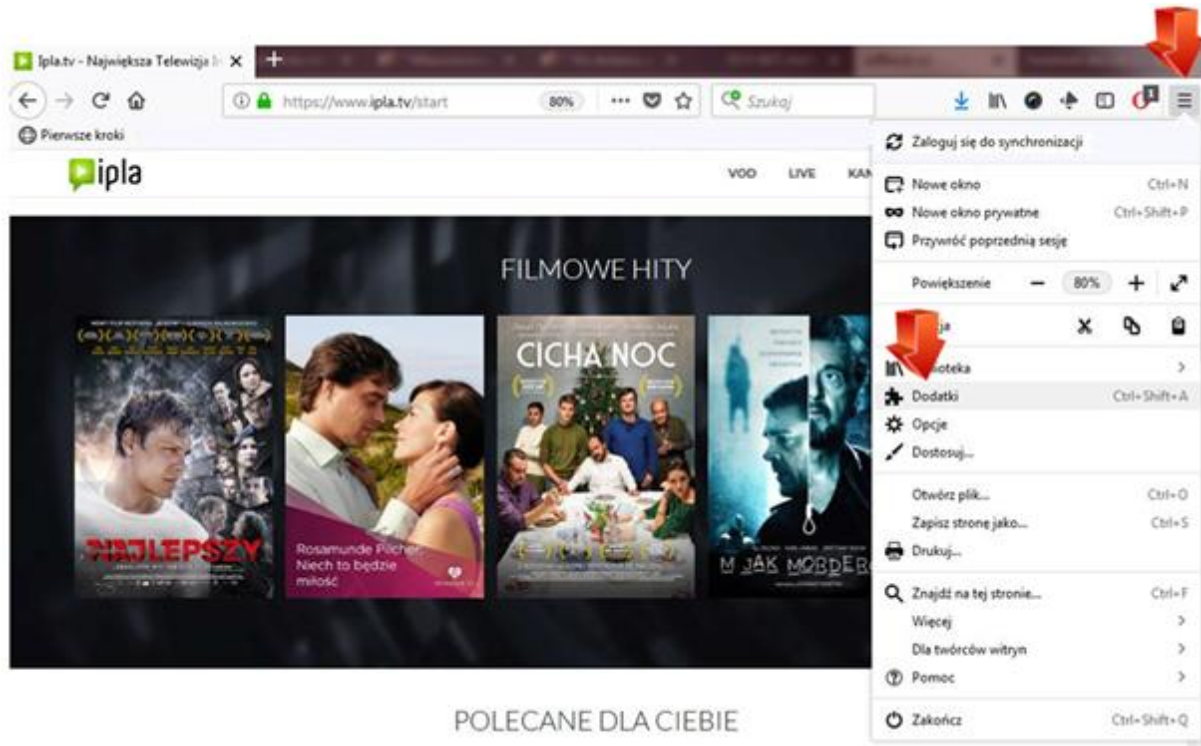 Ipla.tv - Największa Telewizja
https://www.ipla.tv/start
80%
Szukaj
1
Pierwsze kroki
ipla
VOD
LIVE
FILMOWE HITY
NAJLEPSZY
Rosamunde Pilcher.
Niech to będzie
miłość
CICHA NOC
M JAK MORDERCA
Zaloguj się do synchronizacji
Nowe okno Ctrl+N
Nowe okno prywatne Ctrl+Shift+P
Przywróć poprzednią sesję
Powiększenie 80%
Dodatki Ctrl+Shift+A
Opcje
Dostosuj...
Otwórz plik... Ctrl+O
Zapisz stronę jako... Ctrl+S
Drukuj...
Znajdź na tej stronie... Ctrl+F
Więcej
Dla twórców witryn
Pomoc
Zakończ Ctrl+Shift+Q
POLECANE DLA CIEBIE